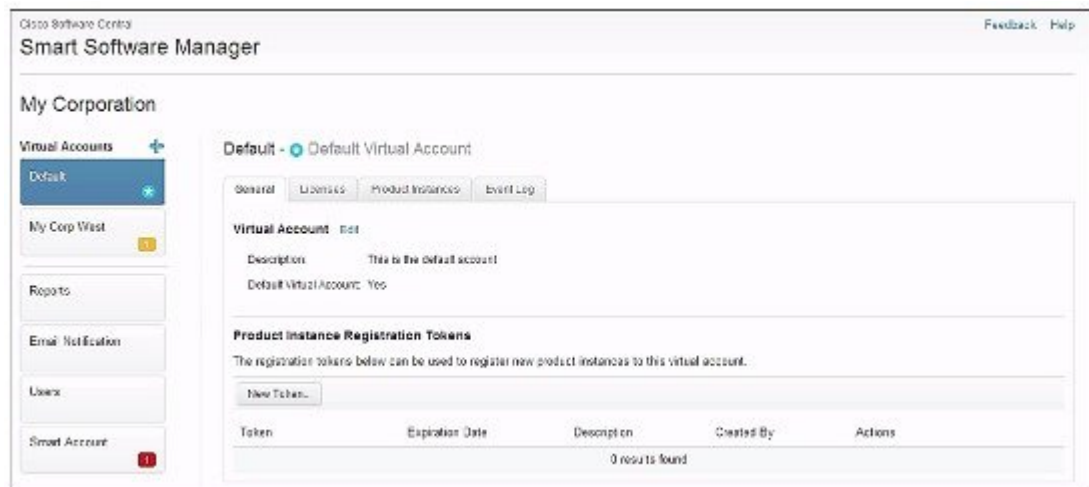 Cisco Software Central
Feedback Help
Smart Software Manager
My Corporation
Virtual Accounts
Default - Default Virtual Account
Default
General Licenses Product Instances Event Log
My Corp West
1
Virtual Account Edit
Description: This is the default account
Default Virtual Account: Yes
Reports
Email Notification
Product Instance Registration Tokens
The registration tokens below can be used to register new product instances to this virtual account.
Users
New Token...
Token Expiration Date Description Created By Actions
Smart Account
1
0 results found